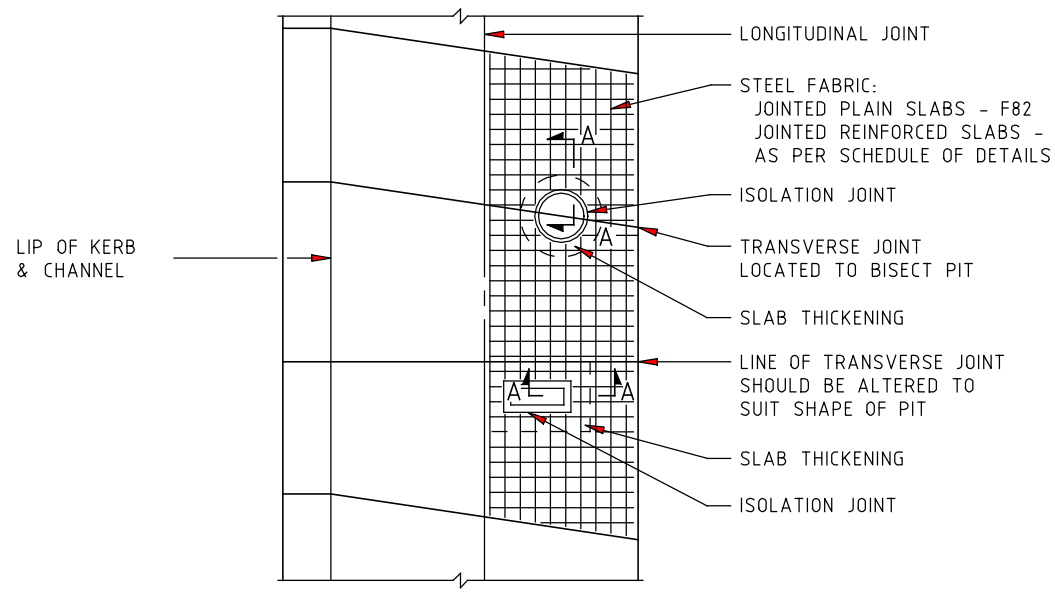 LONGITUDINAL JOINT
STEEL FABRIC:
JOINTED PLAIN SLABS - F82
JOINTED REINFORCED SLABS -
AS PER SCHEDULE OF DETAILS
A
ISOLATION JOINT
A
LIP OF KERB
& CHANNEL
TRANSVERSE JOINT
LOCATED TO BISECT PIT
SLAB THICKENING
LINE OF TRANSVERSE JOINT
SHOULD BE ALTERED TO
SUIT SHAPE OF PIT
A A
SLAB THICKENING
ISOLATION JOINT